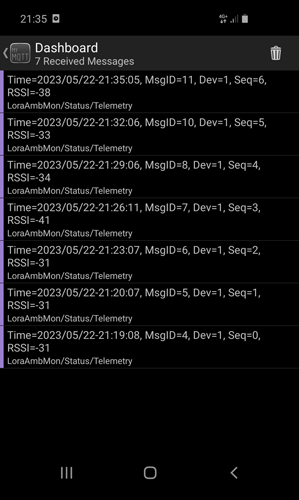 21:35
4G+
MY
MQTT
Dashboard
7 Received Messages
Time=2023/05/22-21:35:05, MsgID=11, Dev=1, Seq=6,
RSSI=-38
LoraAmbMon/Status/Telemetry
Time=2023/05/22-21:32:06, MsgID=10, Dev=1, Seq=5,
RSSI=-33
LoraAmbMon/Status/Telemetry
Time=2023/05/22-21:29:06, MsgID=8, Dev=1, Seq=4,
RSSI=-34
LoraAmbMon/Status/Telemetry
Time=2023/05/22-21:26:11, MsgID=7, Dev=1, Seq=3,
RSSI=-41
LoraAmbMon/Status/Telemetry
Time=2023/05/22-21:23:07, MsgID=6, Dev=1, Seq=2,
RSSI=-31
LoraAmbMon/Status/Telemetry
Time=2023/05/22-21:20:07, MsgID=5, Dev=1, Seq=1,
RSSI=-31
LoraAmbMon/Status/Telemetry
Time=2023/05/22-21:19:08, MsgID=4, Dev=1, Seq=0,
RSSI=-31
LoraAmbMon/Status/Telemetry